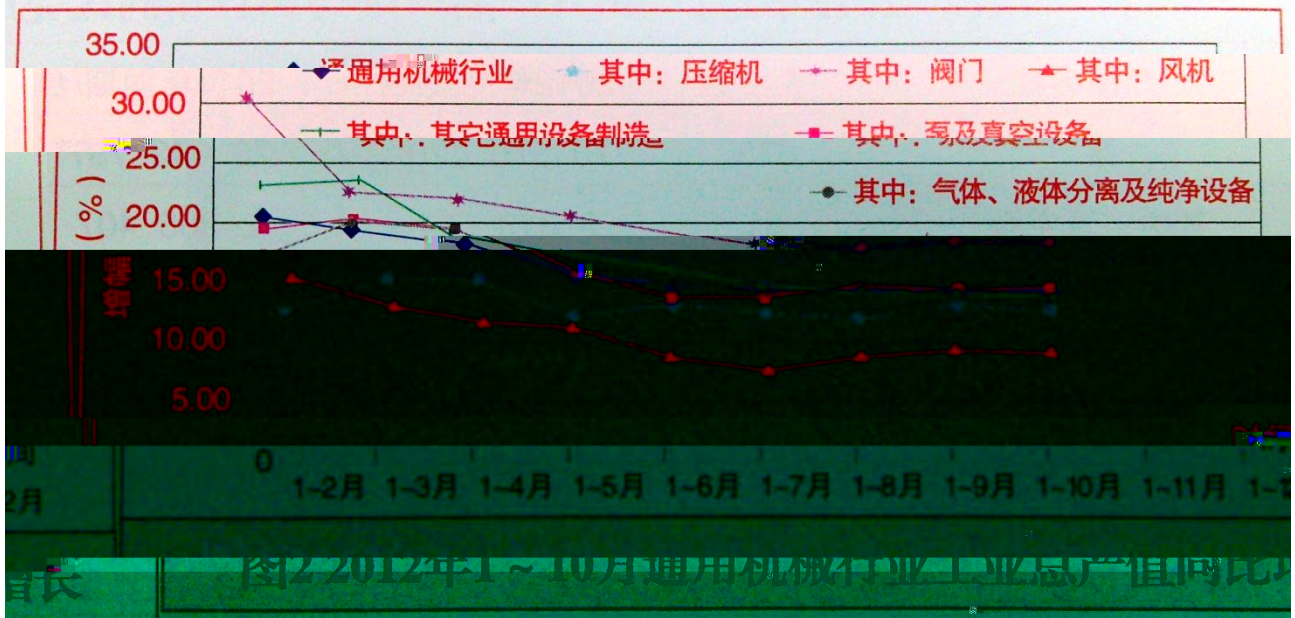 35.00
通用机械行业 其中：压缩机 其中：阀门 其中：风机
30.00
其中：其它通用设备制造 其中：泵及真空设备
25.00
其中：气体、液体分离及纯净设备
20.00
(%)
增幅
15.00
10.00
5.00
0
1~2月 1~3月 1~4月 1~5月 1~6月 1~7月 1~8月 1~9月 1~10月 1~11月
2月
图2 2012年1~10月通用机械行业工业总产值同比
增长